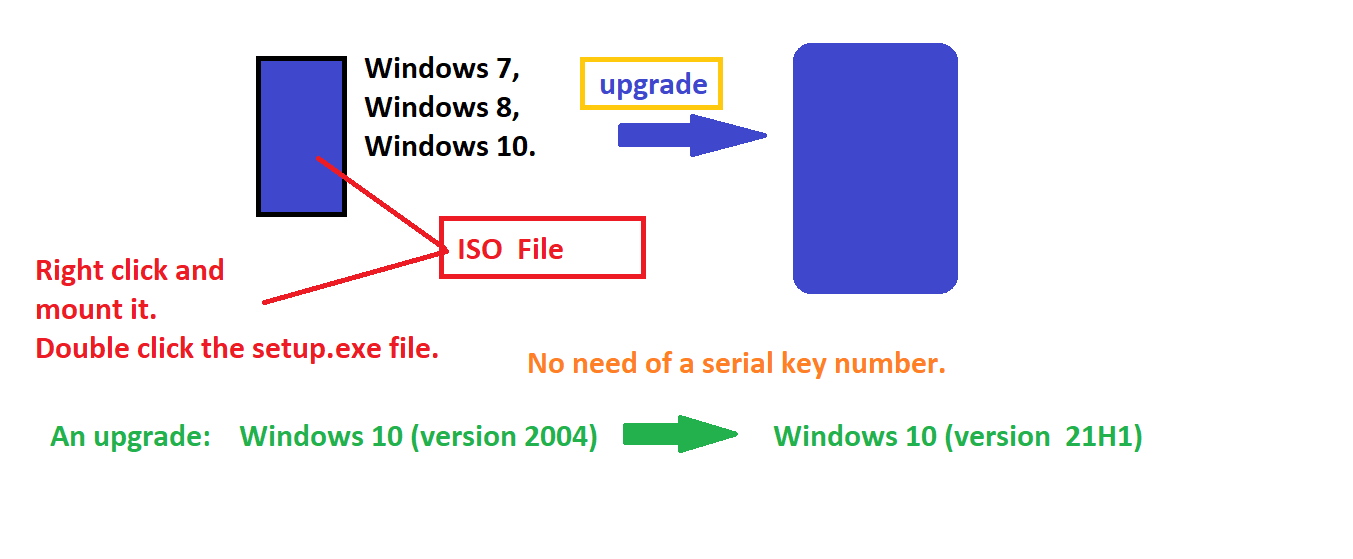 Windows 7,
Windows 8,
Windows 10.
upgrade
ISO File
Right click and
mount it.
Double click the setup.exe file.
No need of a serial key number.
An upgrade: Windows 10 (version 2004) Windows 10 (version 21H1)